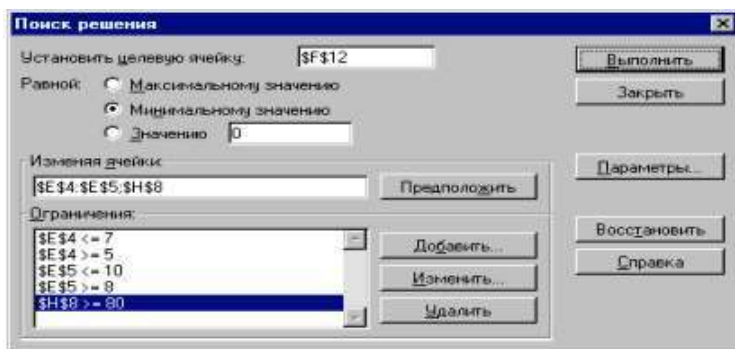 Поиск решения
Установить целевую ячейку: $F$12
Равной: Максимальному значению
Минимальному значению
Значению 0
Изменяя ячейки:
$E$4;$E$5;$H$8
Предположить
Ограничения:
$E$4 <= 7
$E$4 >= 5
$E$5 <= 10
$E$5 >= 8
$H$8 >= 80
Добавить...
Изменить...
Удалить
Выполнить
Закрыть
Параметры...
Восстановить
Справка